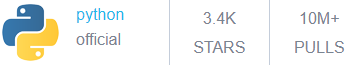 python
official
3.4K
STARS
10M+
PULLS